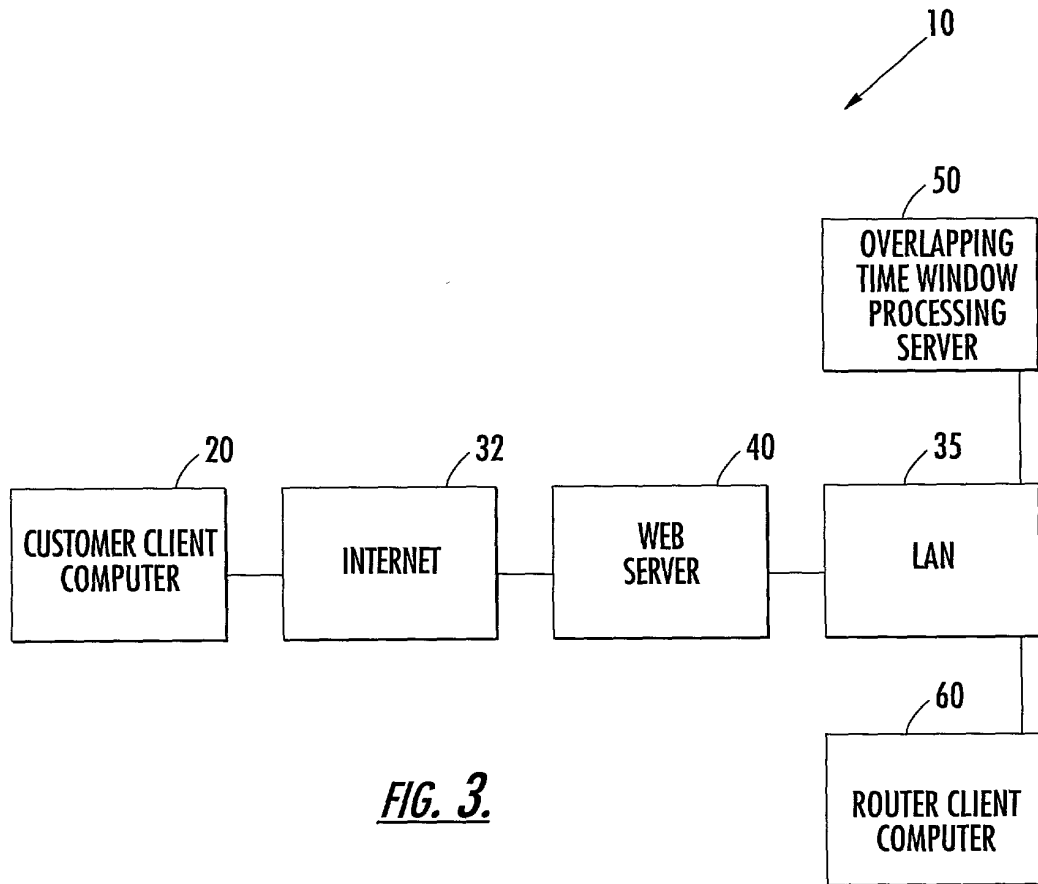 10
50
OVERLAPPING
TIME WINDOW
PROCESSING
SERVER
20
32
40
35
CUSTOMER CLIENT
COMPUTER
INTERNET
WEB
SERVER
LAN
60
ROUTER CLIENT
COMPUTER
FIG. 3.